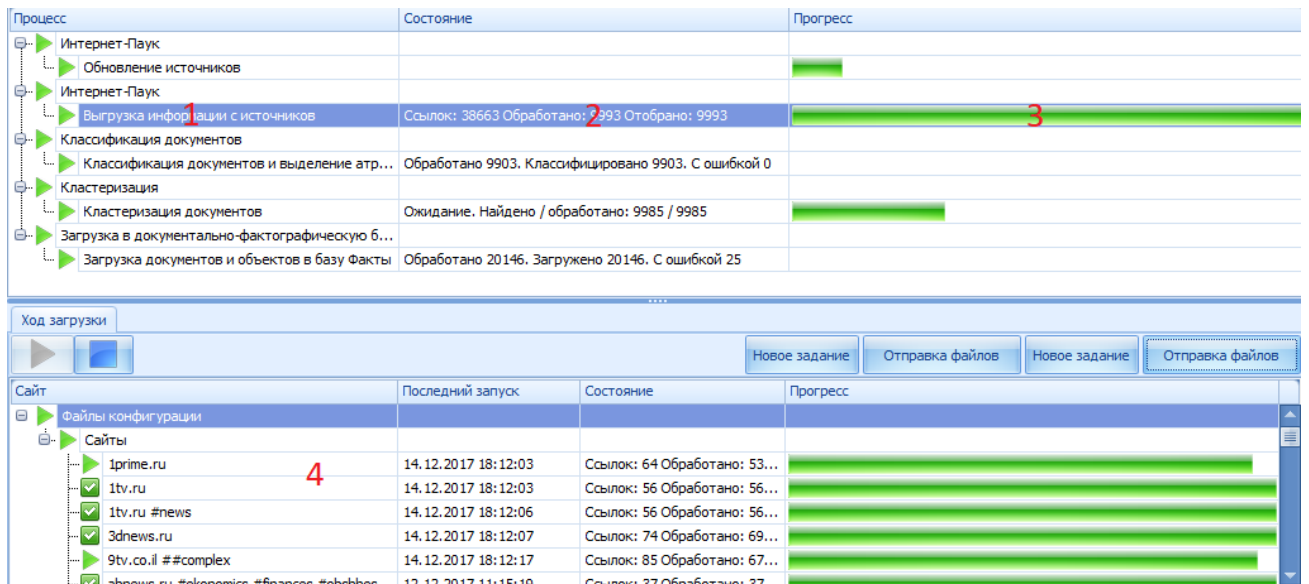 Процесс Состояние Прогресс
Интернет-Паук
Обновление источников
Интернет-Паук
Выгрузка информации с источников Ссылок: 38663 Обработано: 9993 Отобрано: 9993
1 2 3
Классификация документов
Классификация документов и выделение атр... Обработано 9903. Классифицировано 9903. С ошибкой 0
Кластеризация
Кластеризация документов Ожидание. Найдено / обработано: 9985 / 9985
Загрузка в документально-фактографическую б...
Загрузка документов и объектов в базу Факты Обработано 20146. Загружено 20146. С ошибкой 25
Ход загрузки
Новое задание Отправка файлов Новое задание Отправка файлов
Сайт Последний запуск Состояние Прогресс
Файлы конфигурации
Сайты
1prime.ru 14.12.2017 18:12:03 Ссылок: 64 Обработано: 53...
4
1tv.ru 14.12.2017 18:12:03 Ссылок: 56 Обработано: 56...
1tv.ru #news 14.12.2017 18:12:06 Ссылок: 56 Обработано: 56...
3dnews.ru 14.12.2017 18:12:07 Ссылок: 74 Обработано: 69...
9tv.co.il ##complex 14.12.2017 18:12:17 Ссылок: 85 Обработано: 67...